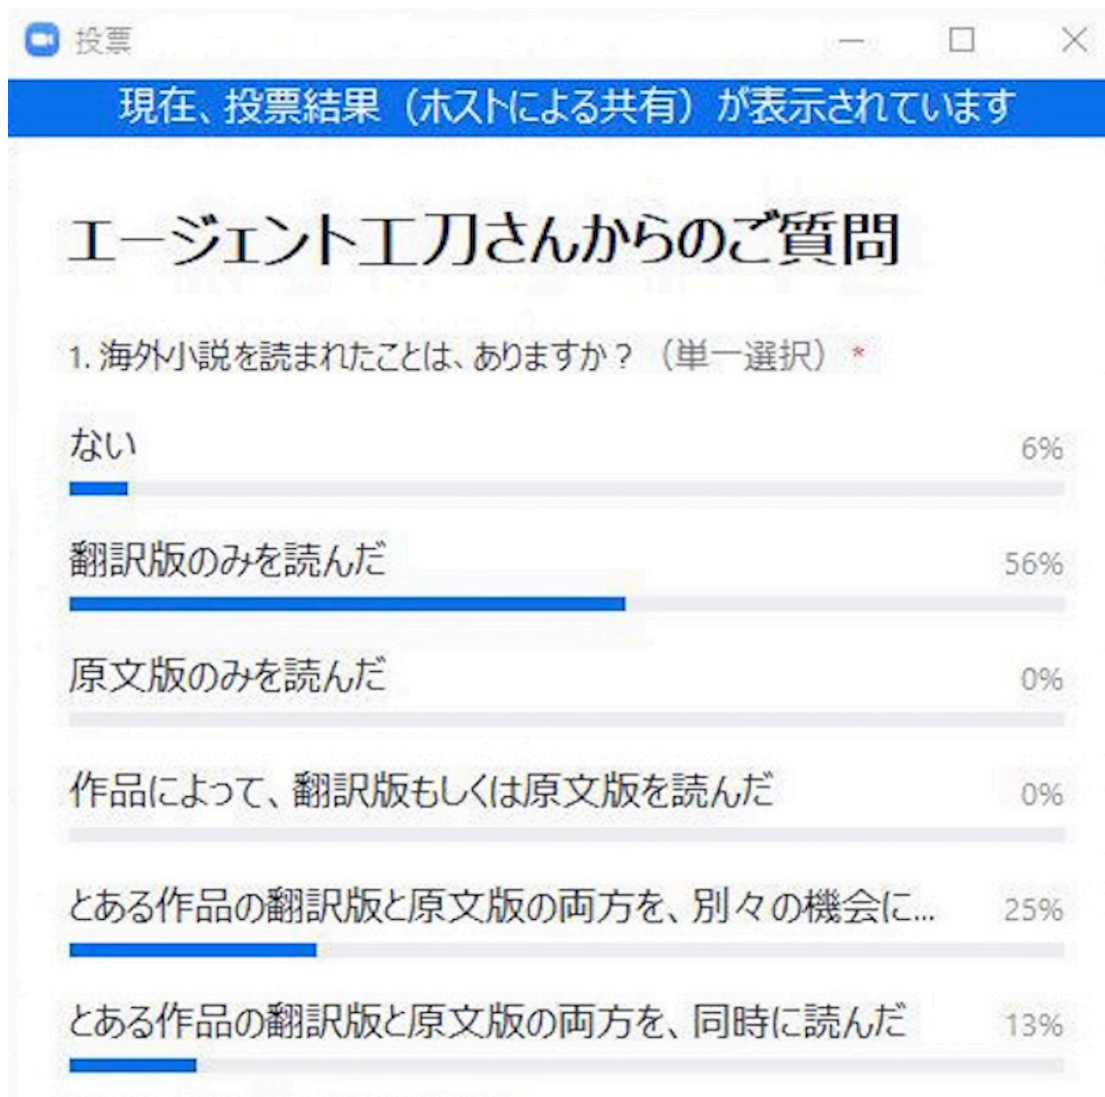 投票
現在、投票結果（ホストによる共有）が表示されています
エージェント工刀さんからのご質問
1. 海外小説を読まれたことは、ありますか？（単一選択） *
ない
6%
翻訳版のみを読んだ
56%
原文版のみを読んだ
0%
作品によって、翻訳版もしくは原文版を読んだ
0%
とある作品の翻訳版と原文版の両方を、別々の機会に...
25%
とある作品の翻訳版と原文版の両方を、同時に読んだ
13%